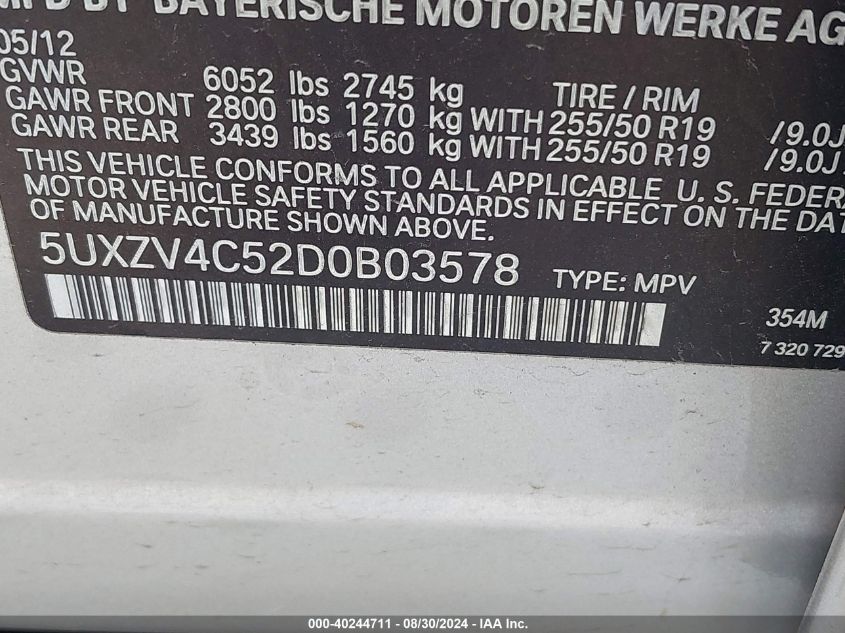 MFD BY BAYERISCHE MOTOREN WERKE AG
05/12
GVWR 6052 lbs 2745 kg TIRE / RIM
GAWR FRONT 2800 lbs 1270 kg WITH 255/50 R19 /9.0J
GAWR REAR 3439 lbs 1560 kg WITH 255/50 R19 /9.0J
THIS VEHICLE CONFORMS TO ALL APPLICABLE U. S. FEDERA
MOTOR VEHICLE SAFETY STANDARDS IN EFFECT ON THE DAT
OF MANUFACTURE SHOWN ABOVE.
5UXZV4C52D0B03578 TYPE: MPV
354M
7 320 729
000-40244711 - 08/30/2024 - IAA Inc.